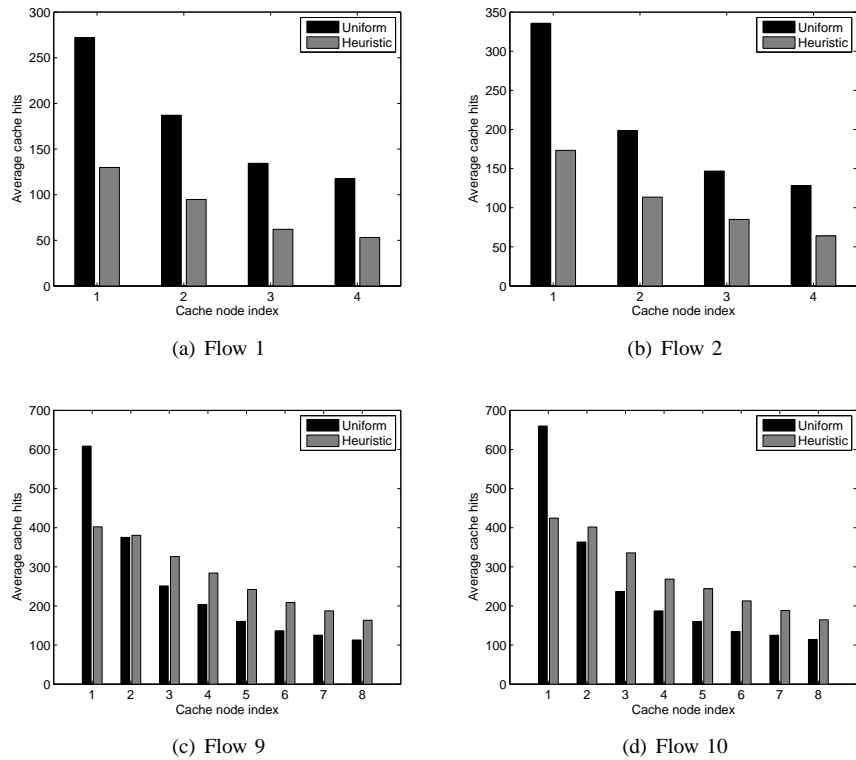 300
250
200
150
100
50
0
Average cache hits
Uniform
Heuristic
1 2 3 4
Cache node index
(a) Flow 1
350
300
250
200
150
100
50
0
Average cache hits
Uniform
Heuristic
1 2 3 4
Cache node index
(b) Flow 2
700
600
500
400
300
200
100
0
Average cache hits
Uniform
Heuristic
1 2 3 4 5 6 7 8
Cache node index
(c) Flow 9
700
600
500
400
300
200
100
0
Average cache hits
Uniform
Heuristic
1 2 3 4 5 6 7 8
Cache node index
(d) Flow 10